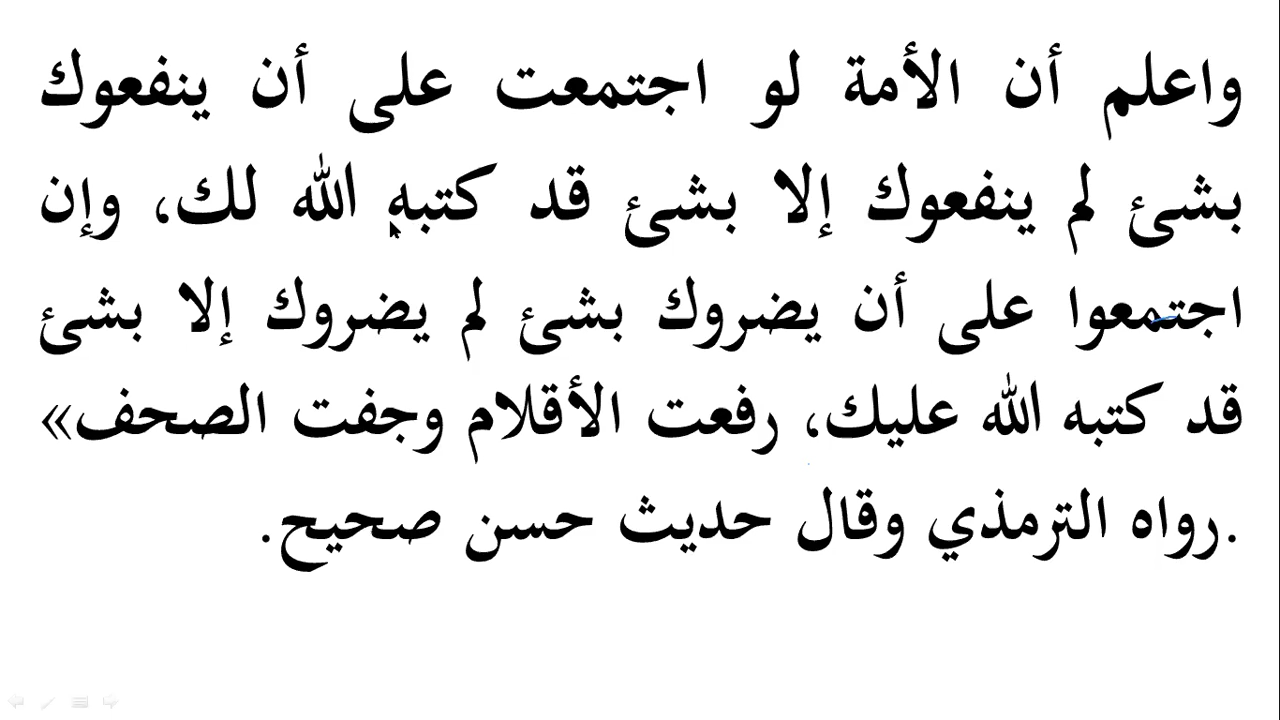 واعلم أن الأمة لو اجتمعت على أن ينفعوك
بشئ لم ينفعوك إلا بشئ قد كتبه الله لك، وإن
اجتمعوا على أن يضروك بشئ لم يضروك إلا بشئ
قد كتبه الله عليك، رفعت الأقلام وجفت الصحف»
.رواه الترمذي وقال حديث حسن صحيح.